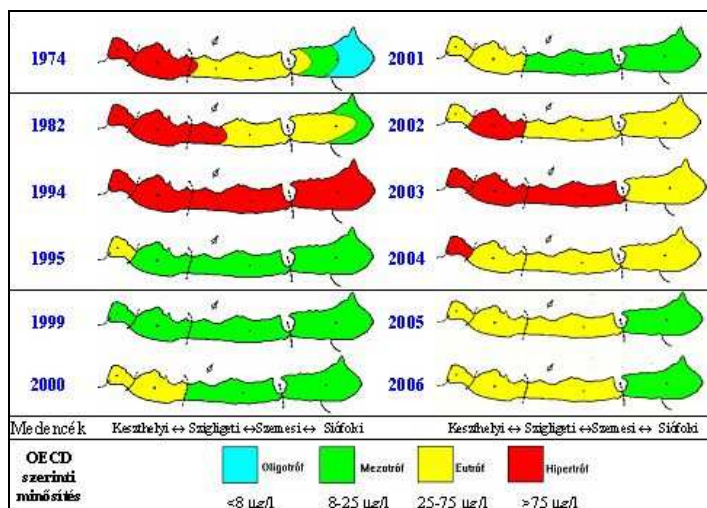 1974 2001
1982 2002
1994 2003
1995 2004
1999 2005
2000 2006
Medencék Keszthelyi ↔ Szigligeti ↔Szemesi ↔ Siófoki Keszthelyi ↔ Szigligeti ↔Szemesi ↔ Siófoki
OECD
szerinti
minősítés
Oligotróf Mezotróf Eutróf Hipertróf
<8 µg/l 8-25 µg/l 25-75 µg/l >75 µg/l